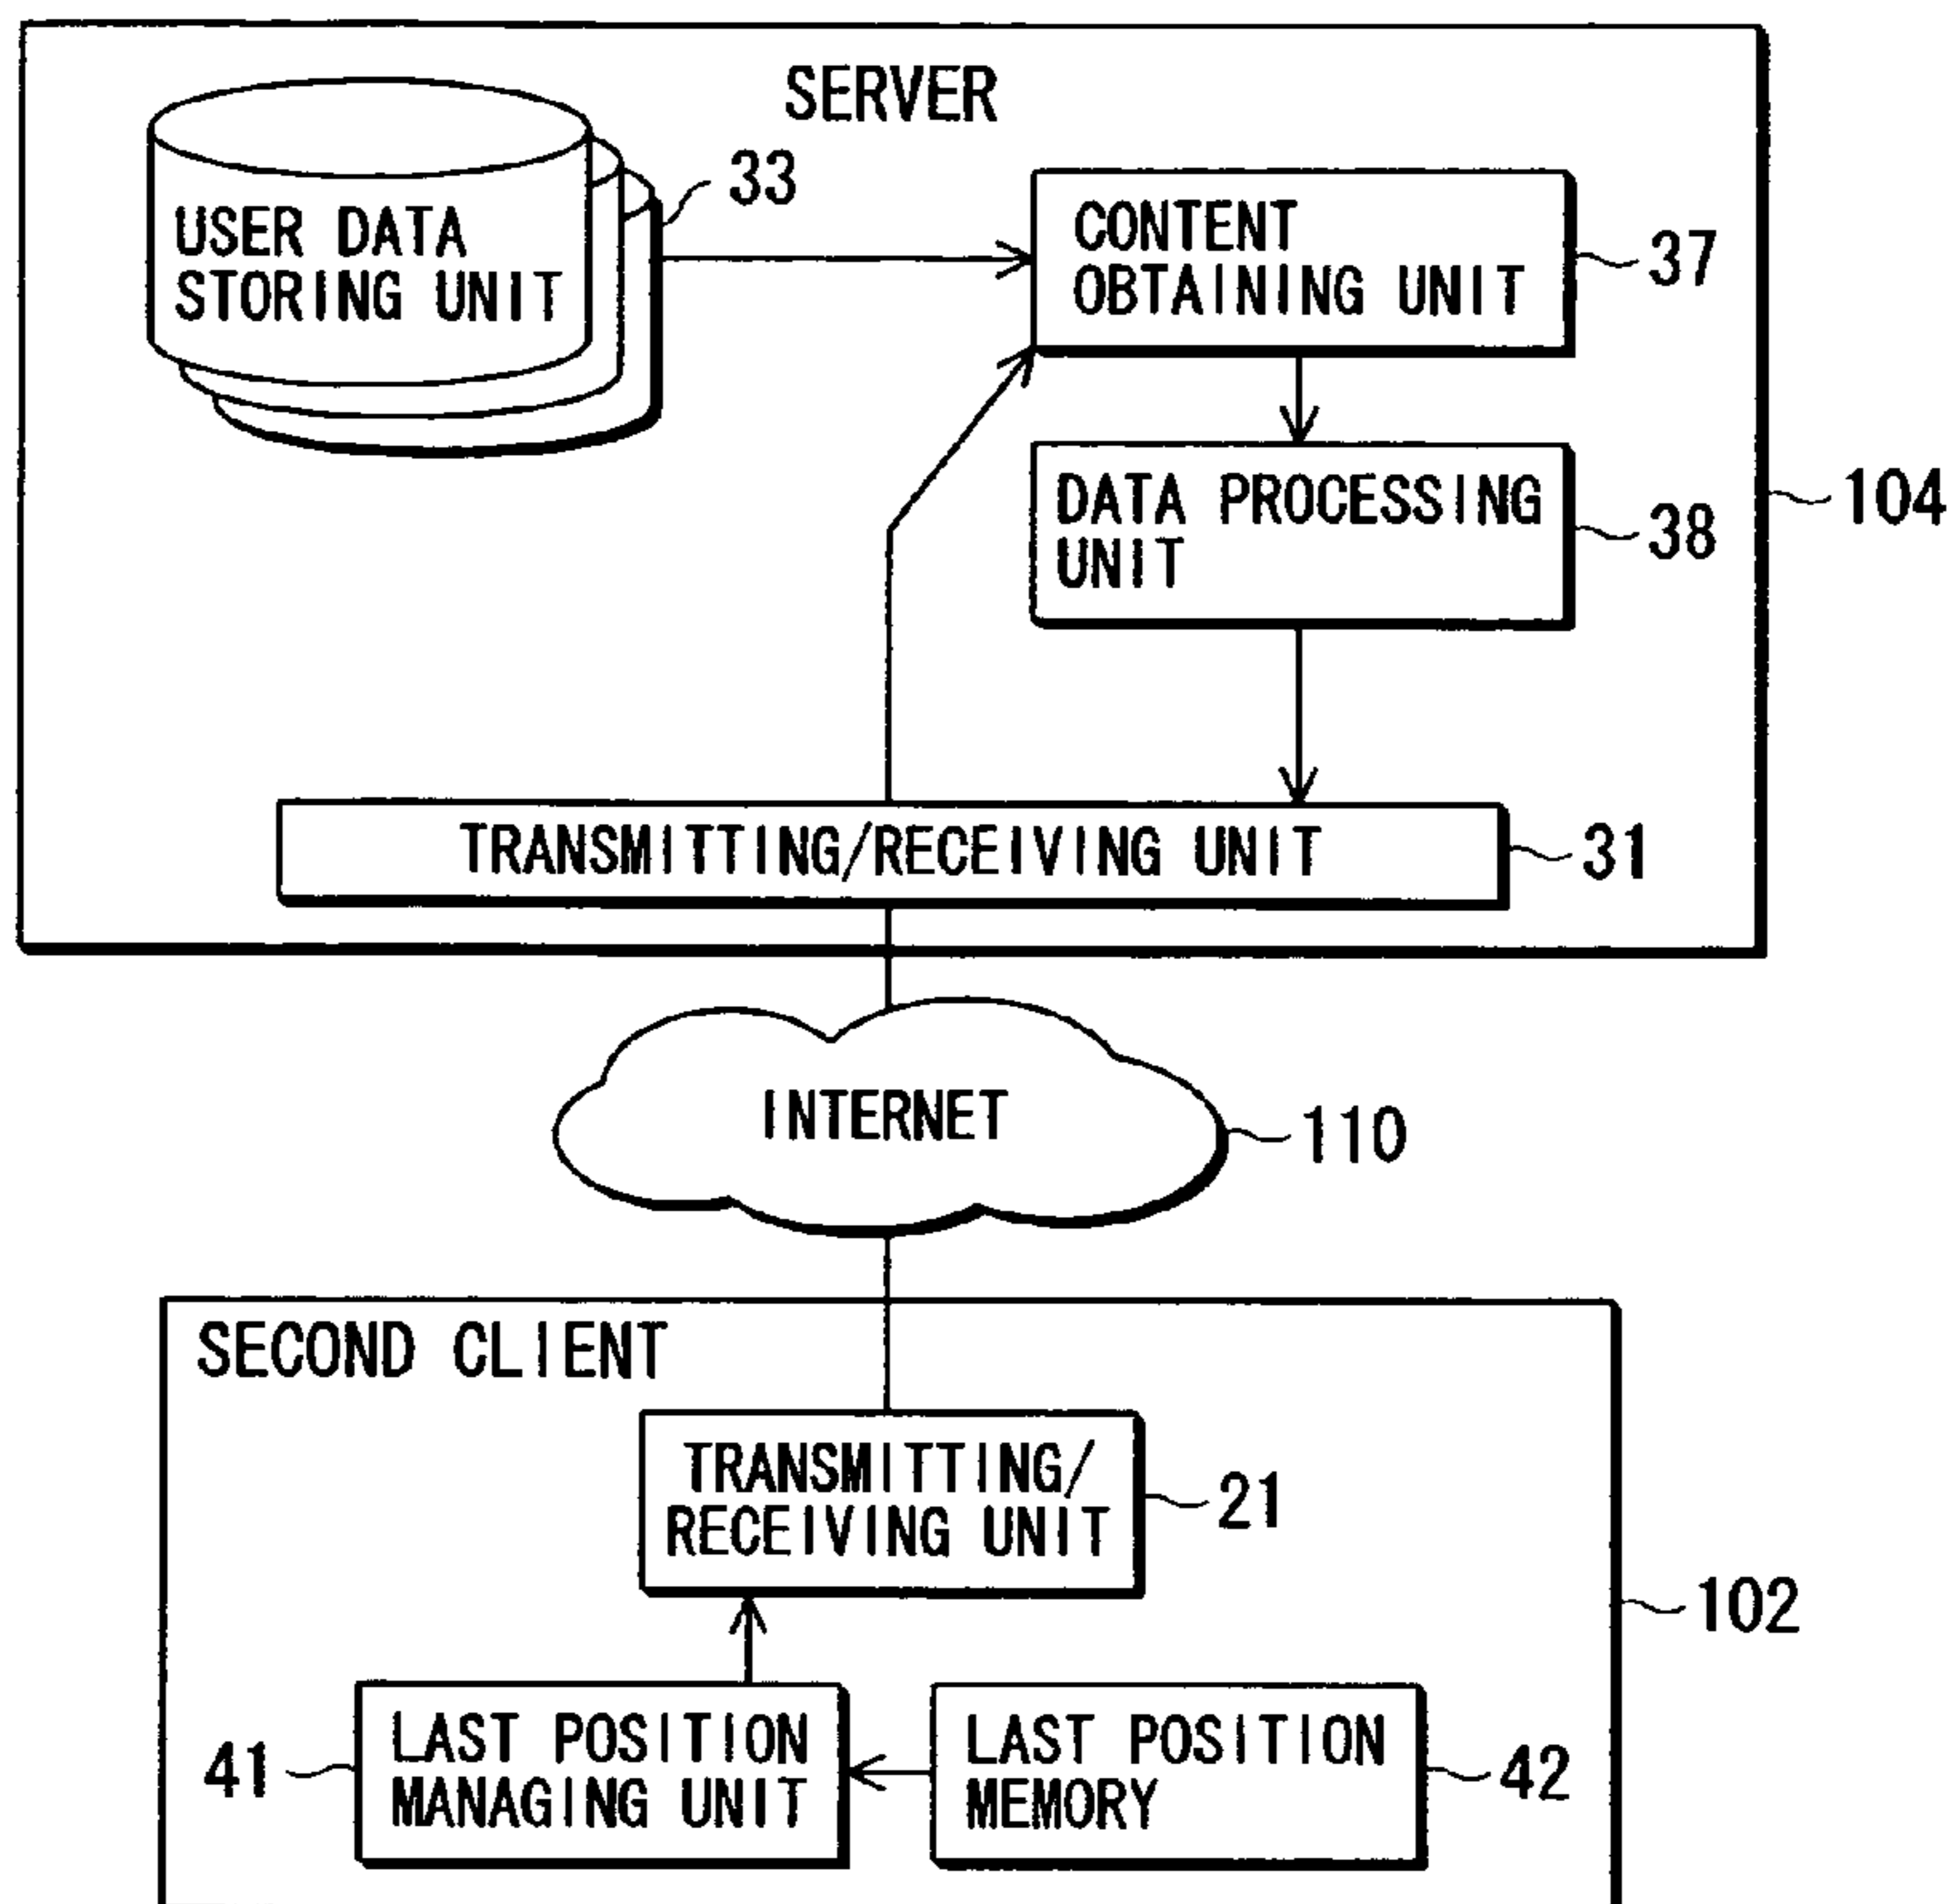 SERVER
33
USER DATA
STORING UNIT
CONTENT
OBTAINING UNIT
37
DATA PROCESSING
UNIT
38
104
TRANSMITTING/RECEIVING UNIT
31
INTERNET
110
SECOND CLIENT
TRANSMITTING/
RECEIVING UNIT
21
102
41
LAST POSITION
MANAGING UNIT
LAST POSITION
MEMORY
42